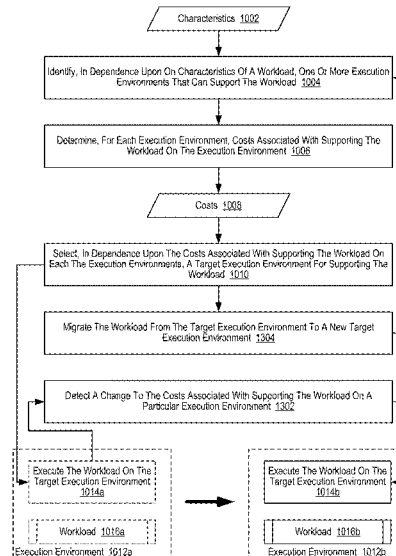 Characteristics 1002
Identify, In Dependence Upon On Characteristics Of A Workload, One Or More Execution
Environments That Can Support The Workload 1004
Determine, For Each Execution Environment, Costs Associated With Supporting The
Workload On The Execution Environment 1006
Costs 1008
Select, In Dependence Upon The Costs Associated With Supporting The Workload On
Each The Execution Environments, A Target Execution Environment For Supporting The
Workload 1010
Migrate The Workload From The Target Execution Environment To A New Target
Execution Environment 1304
Detect A Change To The Costs Associated With Supporting The Workload On A
Particular Execution Environment 1302
Execute The Workload On The
Target Execution Environment
1014a
Workload 1016a
Execution Environment 1012a
Execute The Workload On The
Target Execution Environment
1014b
Workload 1016b
Execution Environment 1012b